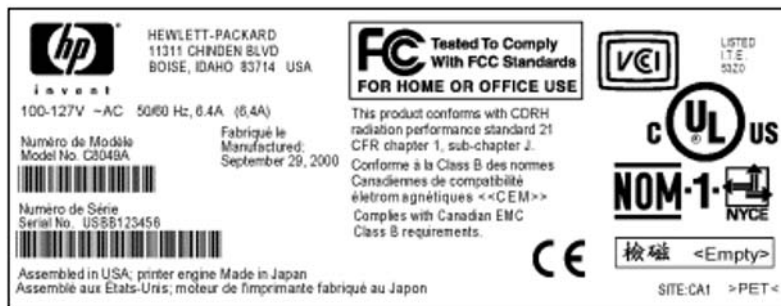 hp
invent
HEWLETT-PACKARD
11311 CHINDEN BLVD
BOISE, IDAHO 83714 USA
100-127V ~AC 50/60 Hz, 6.4A (6,4A)
Numéro de Modèle
Model No. C8049A
Fabriqué le
Manufactured:
September 29, 2000
Numéro de Série
Serial No. USBB123456
Assembled in USA; printer engine Made in Japan
Assemblé aux États-Unis; moteur de l'imprimante fabriqué au Japon
FC Tested To Comply
With FCC Standards
FOR HOME OR OFFICE USE
This product conforms with CDRH
radiation performance standard 21
CFR chapter 1, sub-chapter J.
Conforme à la Class B des normes
Canadiennes de compatibilité
életromagnétiques <<CEM>>
Complies with Canadian EMC
Class B requirements.
CE
VCI
LISTED
I.T.E.
53Z0
C UL US
NOM-1-
NYCE
檢磁 <Empty>
SITE:CA1 >PET<